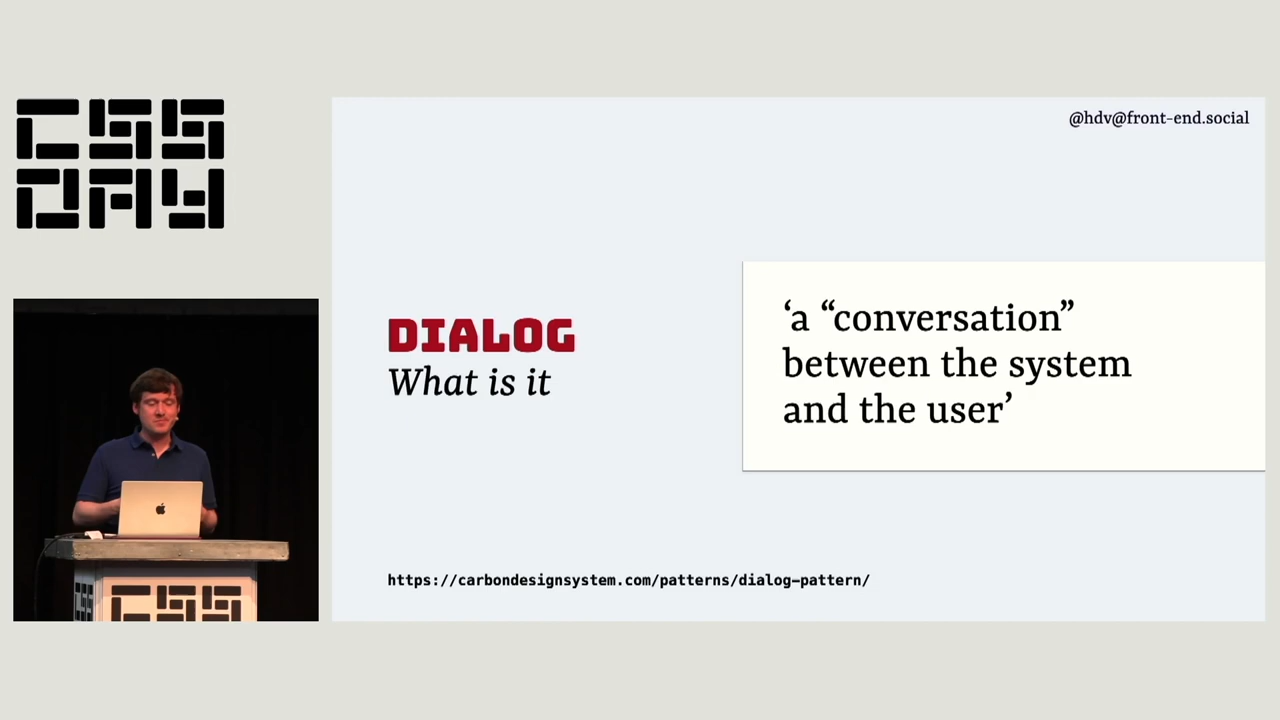 CSS
DAY
@hdv@front-end.social
DIALOG
What is it
‘a “conversation”
between the system
and the user’
https://carbondesignsystem.com/patterns/dialog-pattern/
CSS